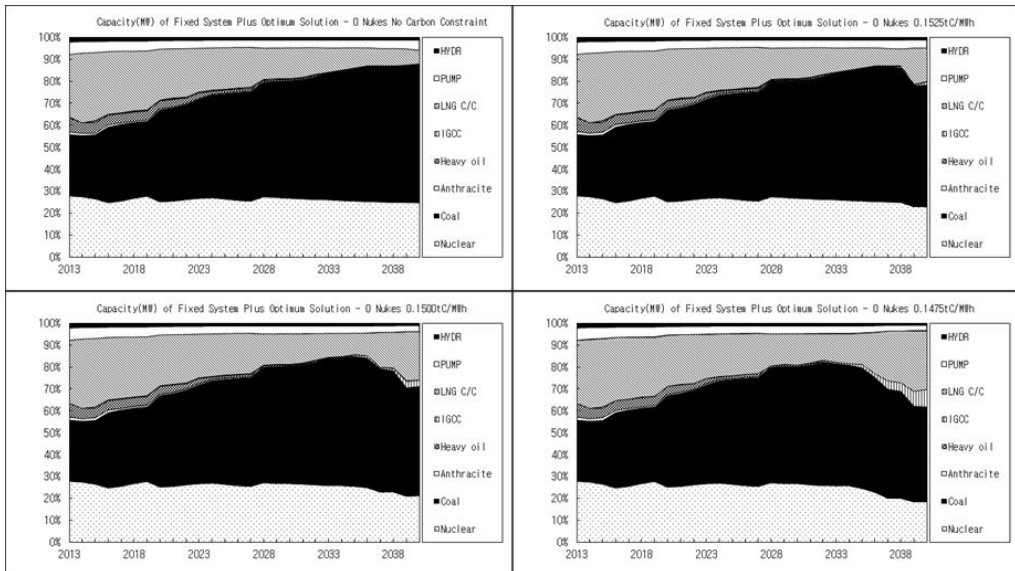 Capacity(MW) of Fixed System Plus Optimum Solution - 0 Nukes No Carbon Constraint
100%
90%
80%
70%
60%
50%
40%
30%
20%
10%
0%
2013 2018 2023 2028 2033 2038
HYDR
PUMP
LNG C/C
IGCC
Heavy oil
Anthracite
Coal
Nuclear
Capacity(MW) of Fixed System Plus Optimum Solution - 0 Nukes 0.1525tC/MWh
100%
90%
80%
70%
60%
50%
40%
30%
20%
10%
0%
2013 2018 2023 2028 2033 2038
HYDR
PUMP
LNG C/C
IGCC
Heavy oil
Anthracite
Coal
Nuclear
Capacity(MW) of Fixed System Plus Optimum Solution - 0 Nukes 0.1500tC/MWh
100%
90%
80%
70%
60%
50%
40%
30%
20%
10%
0%
2013 2018 2023 2028 2033 2038
HYDR
PUMP
LNG C/C
IGCC
Heavy oil
Anthracite
Coal
Nuclear
Capacity(MW) of Fixed System Plus Optimum Solution - 0 Nukes 0.1475tC/MWh
100%
90%
80%
70%
60%
50%
40%
30%
20%
10%
0%
2013 2018 2023 2028 2033 2038
HYDR
PUMP
LNG C/C
IGCC
Heavy oil
Anthracite
Coal
Nuclear